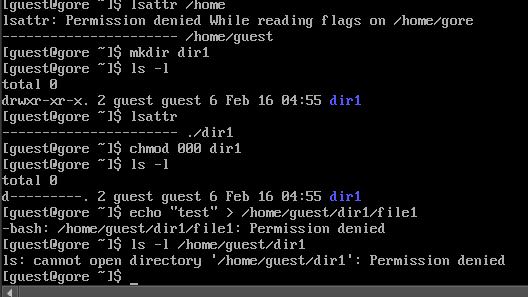 [guest@gore ~]$ lsattr /home
lsattr: Permission denied While reading flags on /home/gore
---------------------- /home/guest
[guest@gore ~]$ mkdir dir1
[guest@gore ~]$ ls -l
total 0
drwxr-xr-x. 2 guest guest 6 Feb 16 04:55 dir1
[guest@gore ~]$ lsattr
---------------------- ./dir1
[guest@gore ~]$ chmod 000 dir1
[guest@gore ~]$ ls -l
total 0
d---------. 2 guest guest 6 Feb 16 04:55 dir1
[guest@gore ~]$ echo "test" > /home/guest/dir1/file1
-bash: /home/guest/dir1/file1: Permission denied
[guest@gore ~]$ ls -l /home/guest/dir1
ls: cannot open directory '/home/guest/dir1': Permission denied
[guest@gore ~]$ _